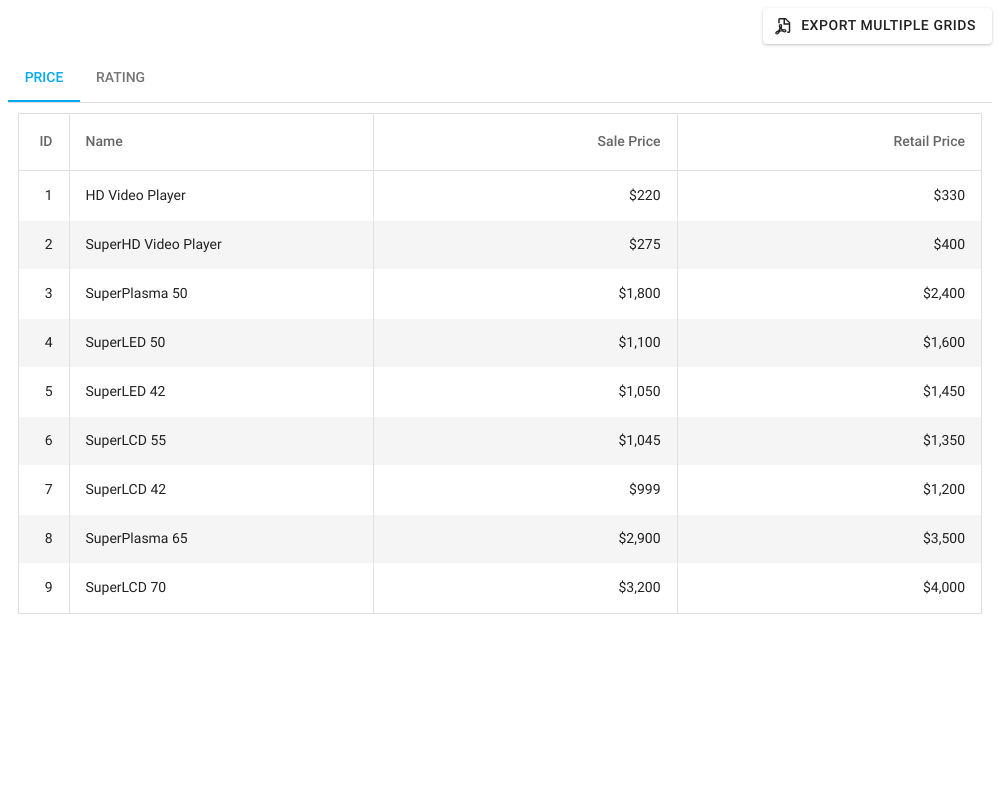 EXPORT MULTIPLE GRIDS
PRICE RATING
ID Name Sale Price Retail Price
1 HD Video Player $220 $330
2 SuperHD Video Player $275 $400
3 SuperPlasma 50 $1,800 $2,400
4 SuperLED 50 $1,100 $1,600
5 SuperLED 42 $1,050 $1,450
6 SuperLCD 55 $1,045 $1,350
7 SuperLCD 42 $999 $1,200
8 SuperPlasma 65 $2,900 $3,500
9 SuperLCD 70 $3,200 $4,000